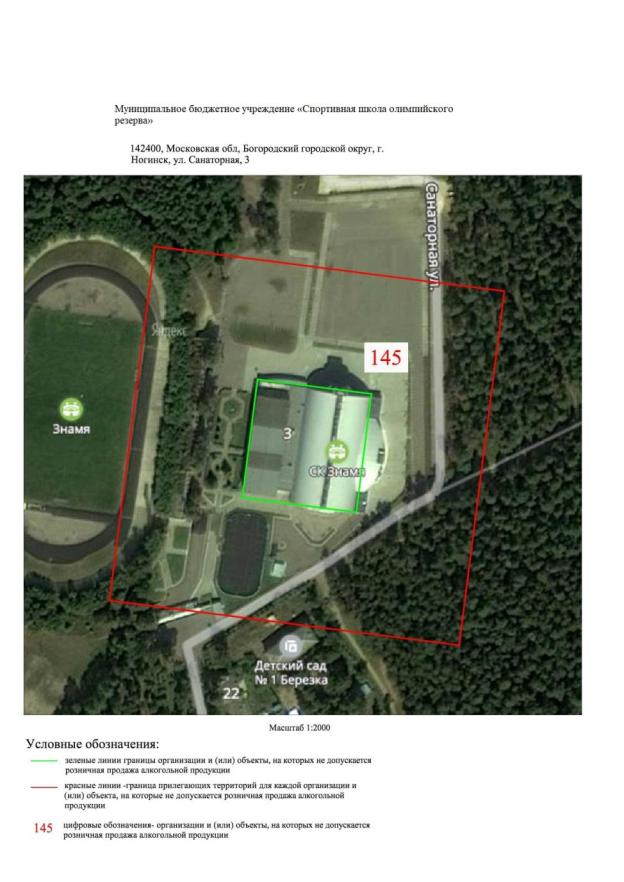 Муниципальное бюджетное учреждение «Спортивная школа олимпийского
резерва»
142400, Московская обл, Богородский городской округ, г.
Ногинск, ул. Санаторная, 3
Санаторная ул.
Яндекс
145
Знамя
3
СК Знамя
Детский сад
№ 1 Березка
22
Масштаб 1:2000
Условные обозначения:
зеленые линии границы организации и (или) объекты, на которых не допускается
розничная продажа алкогольной продукции
красные линии -граница прилегающих территорий для каждой организации и
(или) объекта, на которые не допускается розничная продажа алкогольной
продукции
145 цифровые обозначения- организации и (или) объекты, на которых не допускается
розничная продажа алкогольной продукции